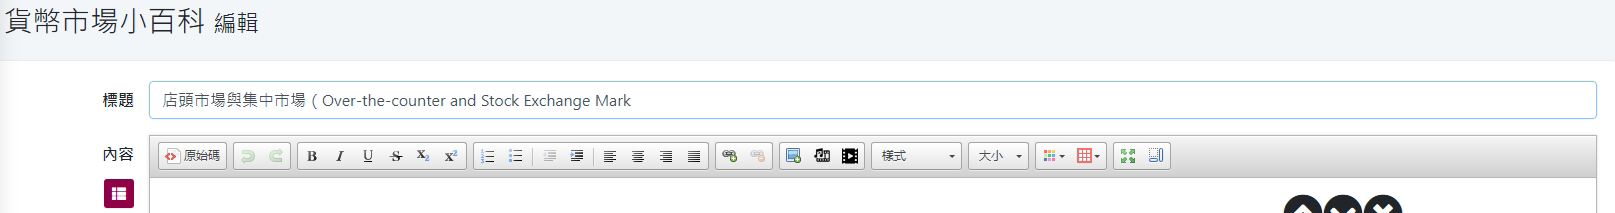 貨幣市場小百科 編輯
標題
店頭市場與集中市場（Over-the-counter and Stock Exchange Mark
內容
原始碼 B I U S x₂ x² 樣式 大小